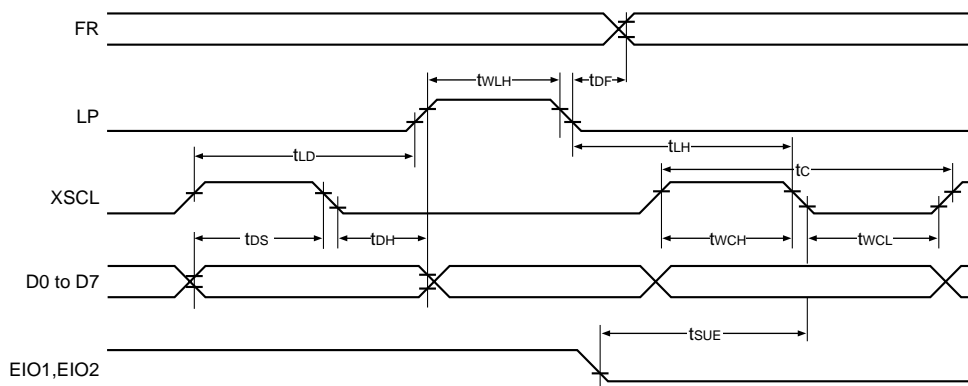 FR
tWLH
tDF
LP
tLD
tLH
tC
XSCL
tDS
tDH
tWCH
tWCL
D0 to D7
tSUE
EIO1,EIO2